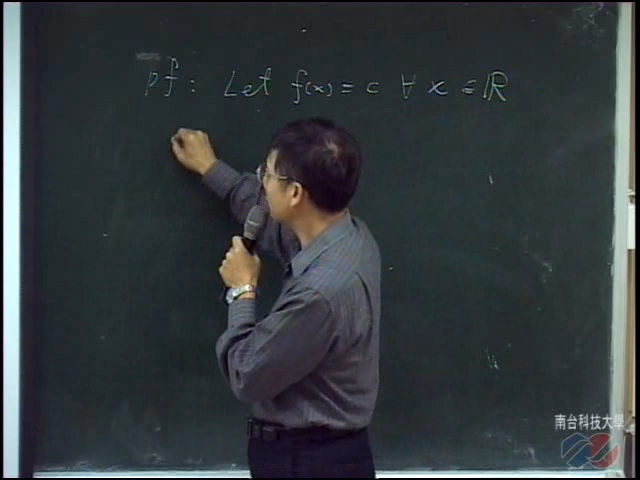 pf : Let f(x) = c ∀ x ∈ ℝ
南台科技大學